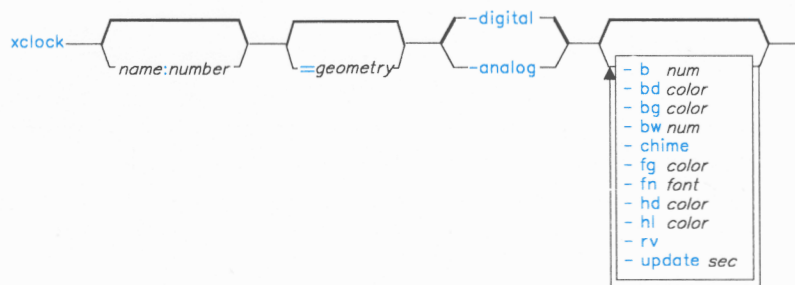 -digital
xclock
name:number
=geometry
-analog
- b num
- bd color
- bg color
- bw num
- chime
- fg color
- fn font
- hd color
- hl color
- rv
- update sec